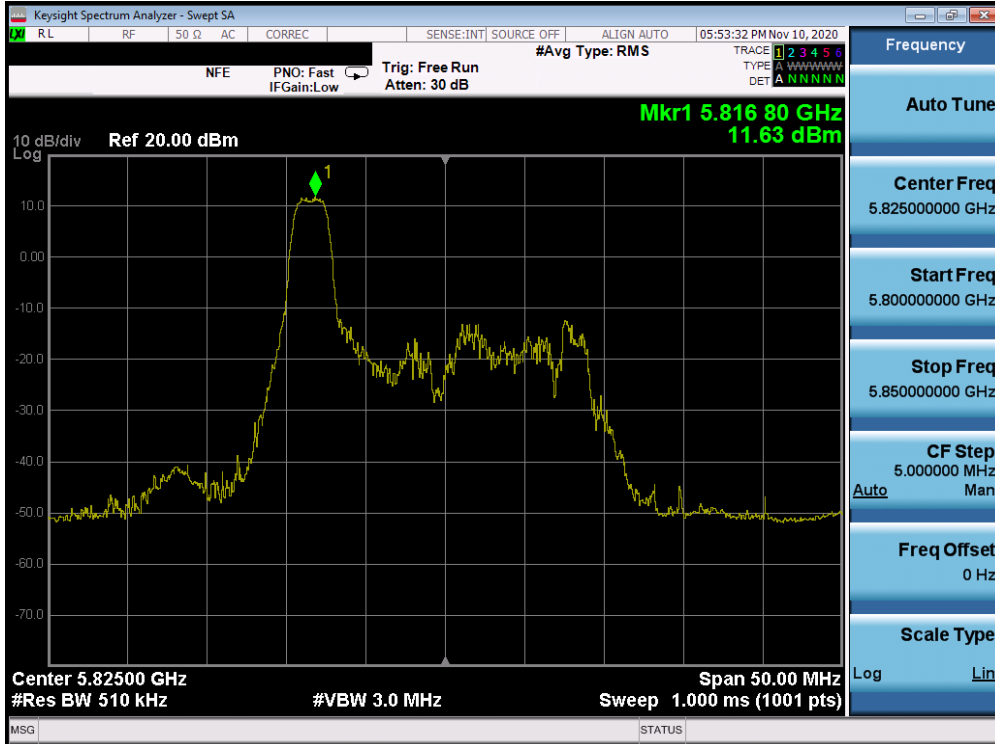 Keysight Spectrum Analyzer - Swept SA
LXI RL RF 50 Ω AC CORREC SENSE:INT SOURCE OFF ALIGN AUTO 05:53:32 PM Nov 10, 2020
#Avg Type: RMS TRACE 1 2 3 4 5 6
NFE PNO: Fast Trig: Free Run TYPE A WWWWW
IFGain:Low Atten: 30 dB DET A N N N N N
Mkr1 5.816 80 GHz
11.63 dBm
10 dB/div Ref 20.00 dBm
Log
1
10.0
0.00
-10.0
-20.0
-30.0
-40.0
-50.0
-60.0
-70.0
Center 5.82500 GHz Span 50.00 MHz
#Res BW 510 kHz #VBW 3.0 MHz Sweep 1.000 ms (1001 pts)
MSG STATUS
Frequency
Auto Tune
Center Freq
5.825000000 GHz
Start Freq
5.800000000 GHz
Stop Freq
5.850000000 GHz
CF Step
5.000000 MHz
Auto Man
Freq Offset
0 Hz
Scale Type
Log Lin